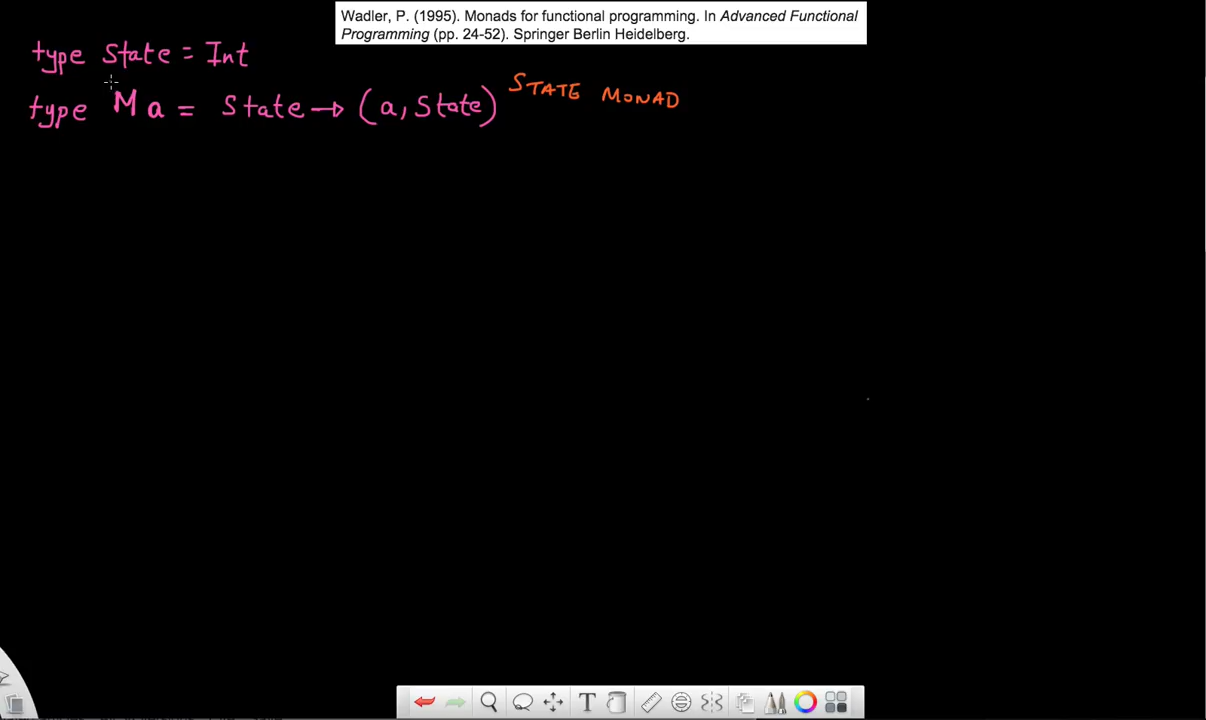 Wadler, P. (1995). Monads for functional programming. In Advanced Functional
Programming (pp. 24-52). Springer Berlin Heidelberg.
type State = Int
type M a = State → (a, State)
STATE MONAD
T